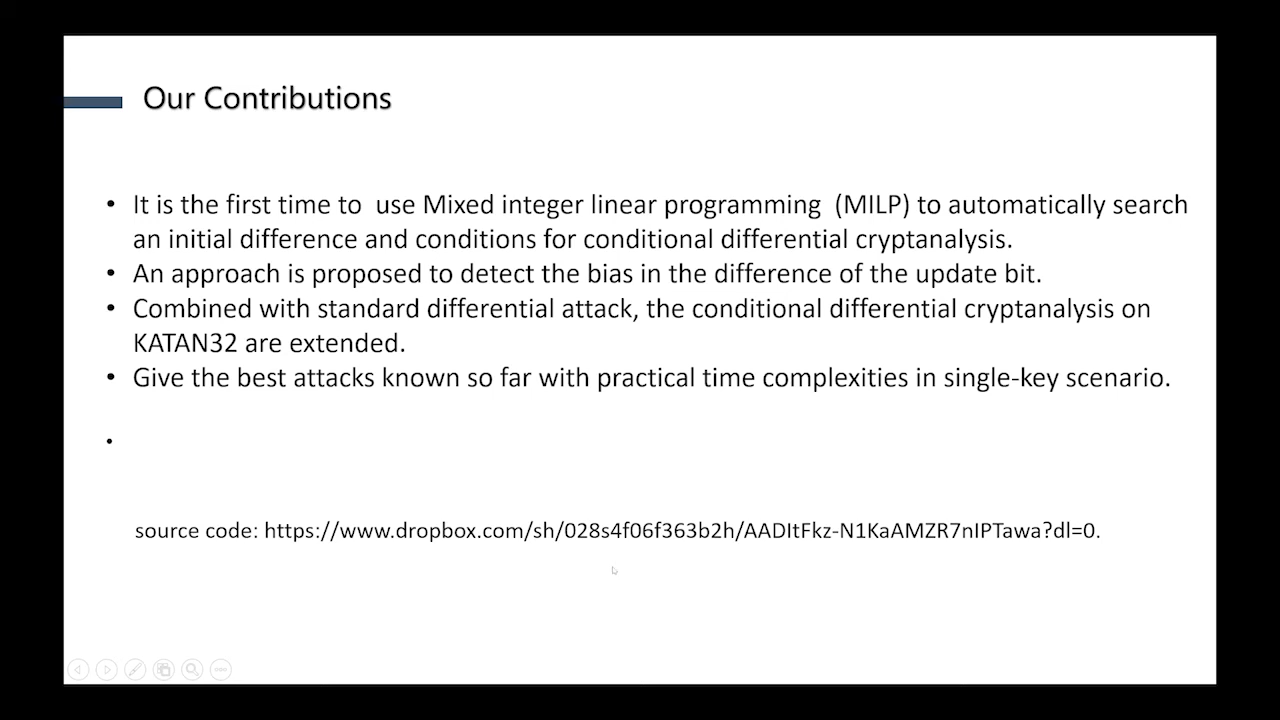 Our Contributions
• It is the first time to  use Mixed integer linear programming  (MILP) to automatically search
an initial difference and conditions for conditional differential cryptanalysis.
• An approach is proposed to detect the bias in the difference of the update bit.
• Combined with standard differential attack, the conditional differential cryptanalysis on
KATAN32 are extended.
• Give the best attacks known so far with practical time complexities in single-key scenario.
•
source code: https://www.dropbox.com/sh/028s4f06f363b2h/AADItFkz-N1KaAMZR7nIPTawa?dl=0.